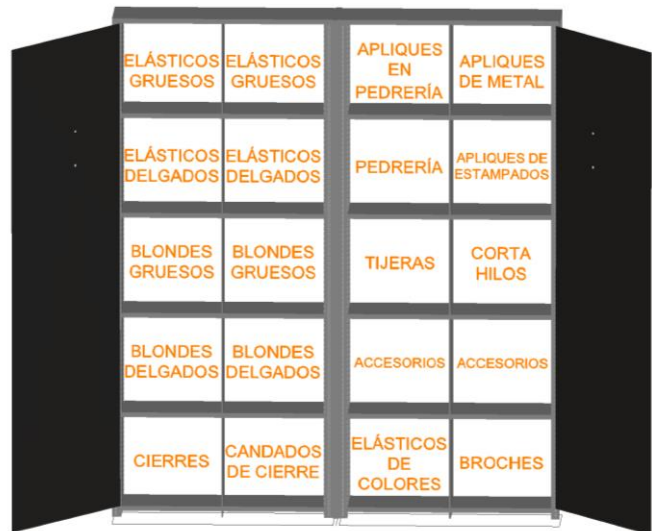 ELÁSTICOS GRUESOS
ELÁSTICOS GRUESOS
APLIQUES EN PEDRERÍA
APLIQUES DE METAL
ELÁSTICOS DELGADOS
ELÁSTICOS DELGADOS
PEDRERÍA
APLIQUES DE ESTAMPADOS
BLONDES GRUESOS
BLONDES GRUESOS
TIJERAS
CORTA HILOS
BLONDES DELGADOS
BLONDES DELGADOS
ACCESORIOS
ACCESORIOS
CIERRES
CANDADOS DE CIERRE
ELÁSTICOS DE COLORES
BROCHES